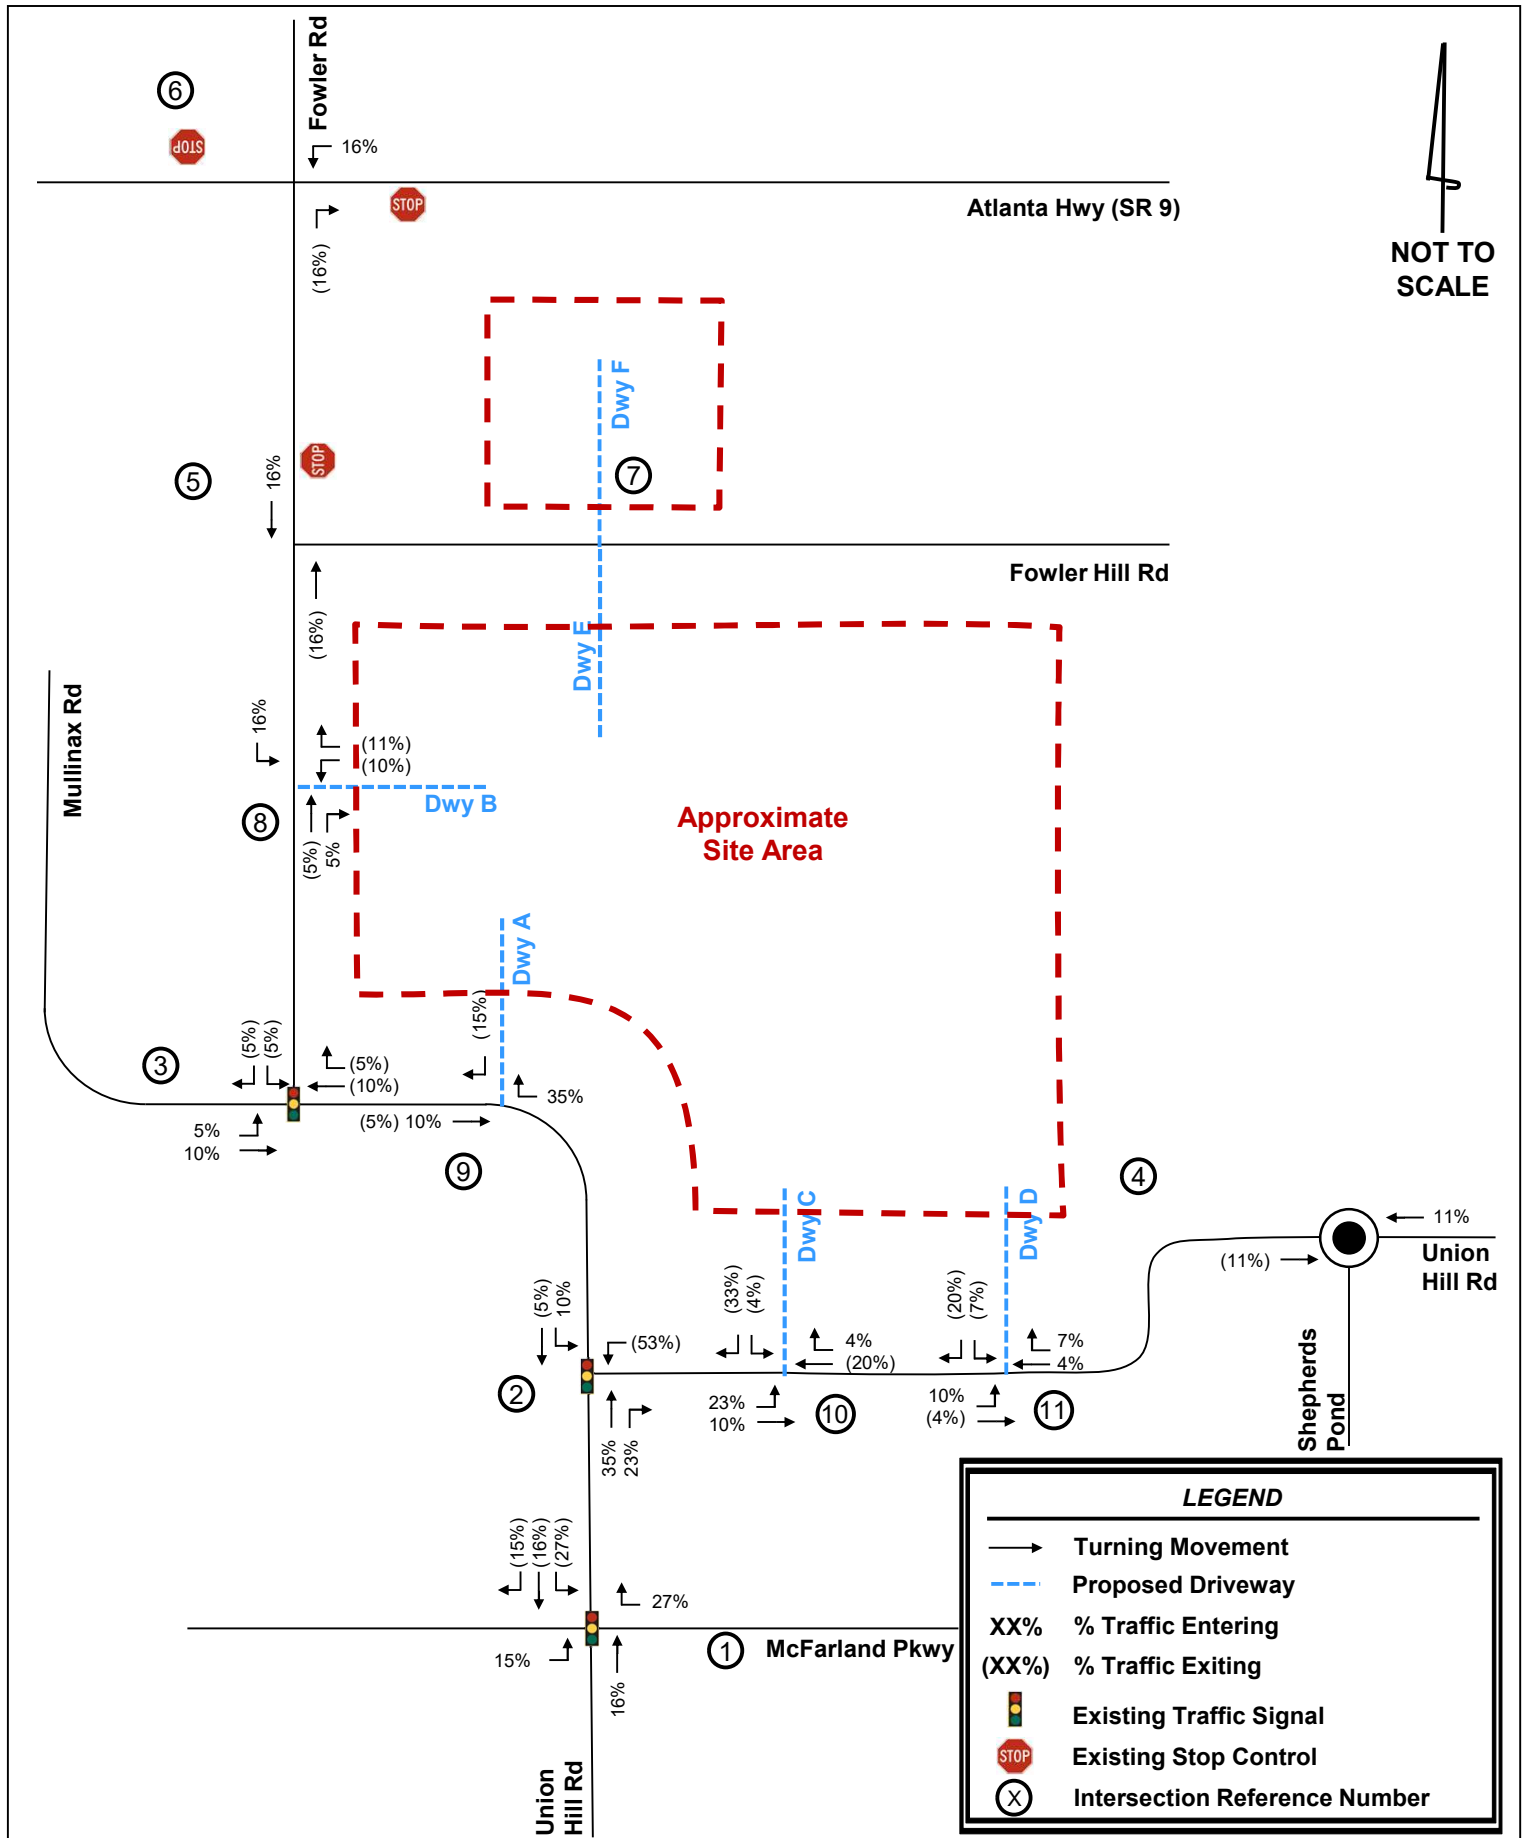 Fowler Rd
6
STOP
16%
STOP
Atlanta Hwy (SR 9)
(16%)
NOT TO
SCALE
Dwy F
7
16%
STOP
5
Fowler Hill Rd
(16%)
Dwy E
Mullinax Rd
16%
(11%)
(10%)
Dwy B
8
(5%)
5%
Approximate
Site Area
Dwy A
(15%)
3
(5%)
(5%)
(5%)
(10%)
35%
5%
10%
(5%) 10%
9
4
Dwy C
Dwy D
11%
(11%)
Union
Hill Rd
(5%)
10%
(53%)
(33%)
(4%)
4%
(20%)
(20%)
(7%)
7%
4%
2
35%
23%
23%
10%
10
10%
(4%)
11
Shepherds
Pond
(15%)
(16%)
(27%)
27%
15%
16%
1
McFarland Pkwy
Union
Hill Rd
LEGEND
Turning Movement
Proposed Driveway
XX% % Traffic Entering
(XX%) % Traffic Exiting
Existing Traffic Signal
STOP Existing Stop Control
X Intersection Reference Number